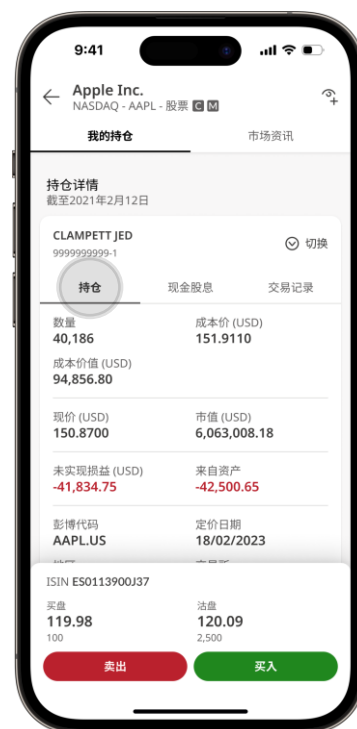 9:41
Apple Inc.
NASDAQ - AAPL - 股票 C M
我的持仓 市场资讯
持仓详情
截至2021年2月12日
CLAMPETT JED
9999999999-1
切换
持仓 现金股息 交易记录
数量 成本价 (USD)
40,186 151.9110
成本价值 (USD)
94,856.80
现价 (USD) 市值 (USD)
150.8700 6,063,008.18
未实现损益 (USD) 来自资产
-41,834.75 -42,500.65
彭博代码 定价日期
AAPL.US 18/02/2023
ISIN ES0113900J37
买盘 沽盘
119.98 120.09
100 2,500
卖出 买入